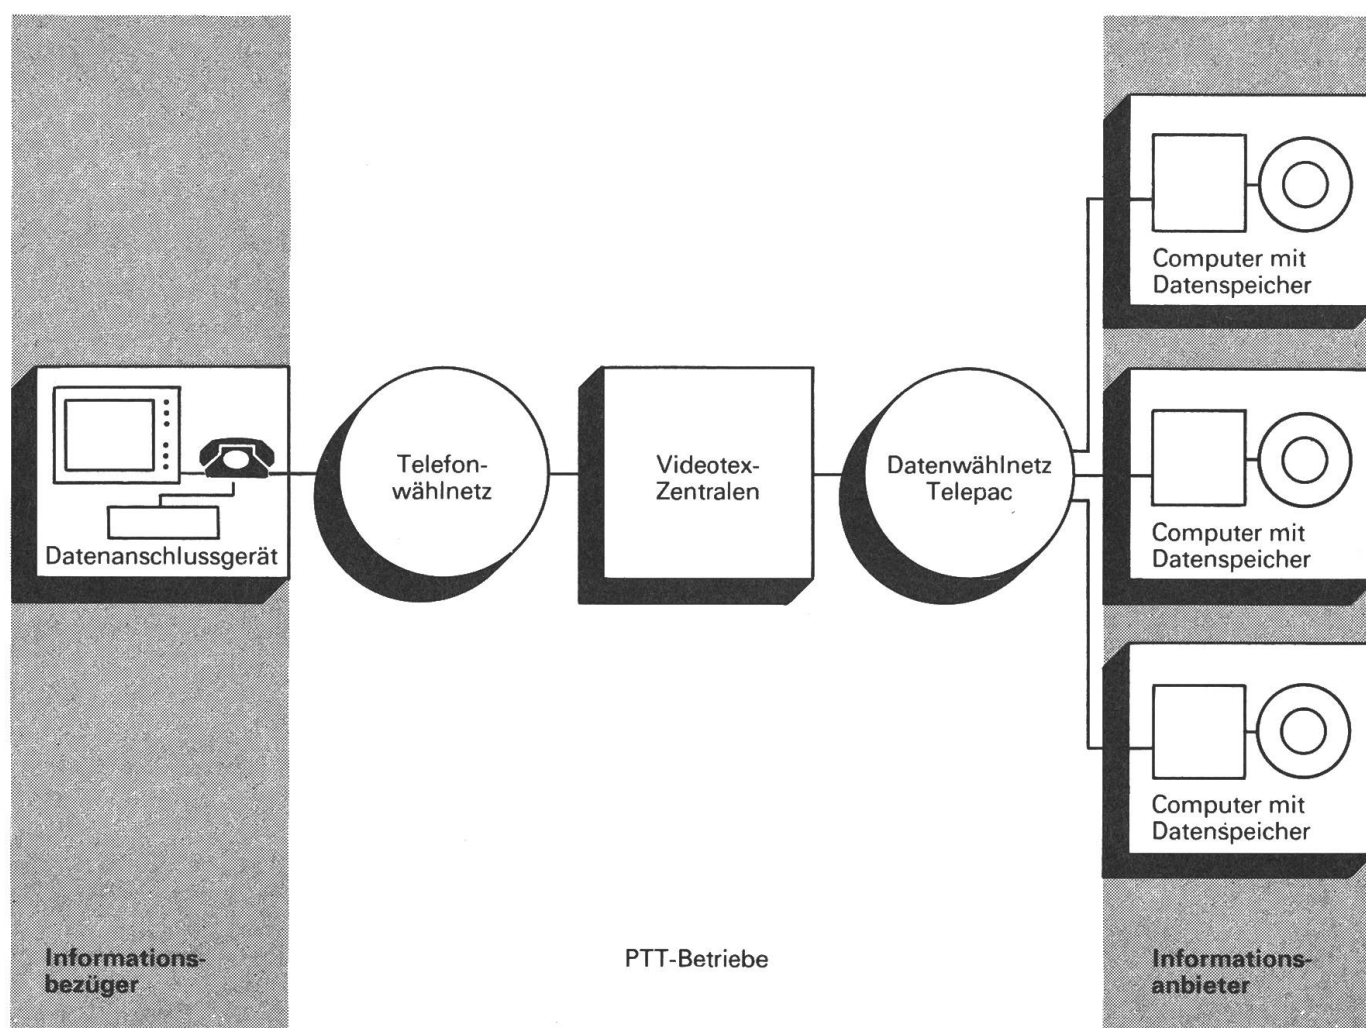 Computer mit
Datenspeicher
Telefon-
wählnetz
Videotex-
Zentralen
Datenwählnetz
Telepac
Computer mit
Datenspeicher
Datenanschlussgerät
Computer mit
Datenspeicher
Informations-
bezüger
PTT-Betriebe
Informations-
anbieter